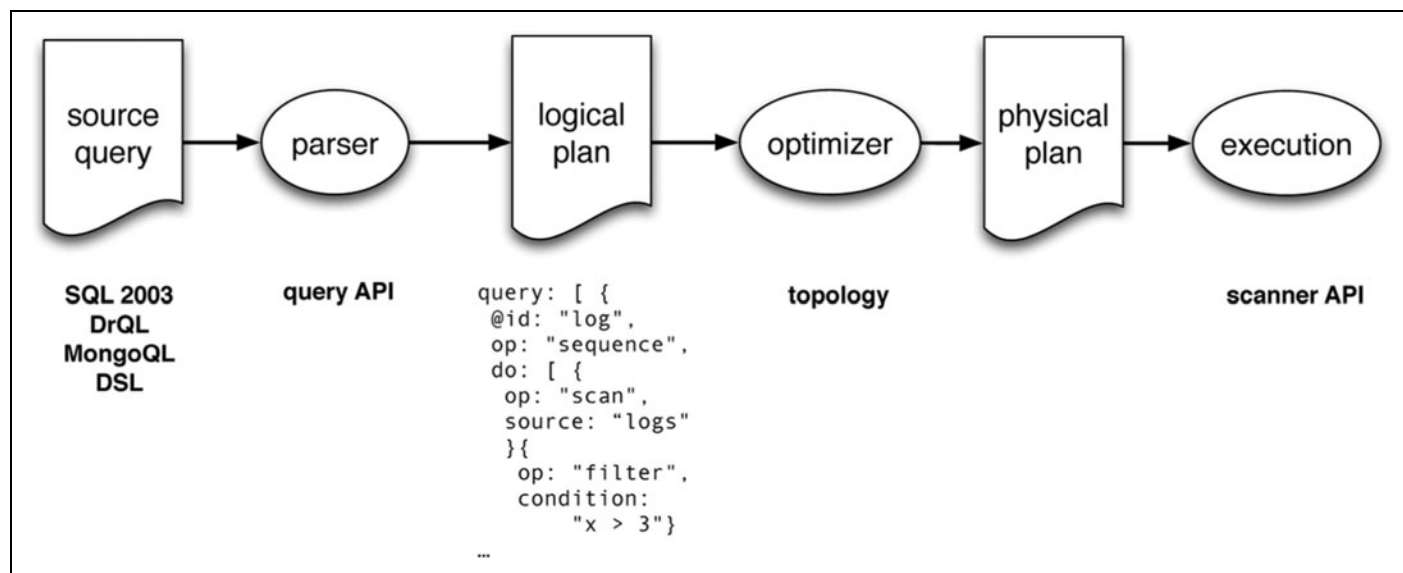 source
query
parser
logical
plan
optimizer
physical
plan
execution
SQL 2003
DrQL
MongoQL
DSL
query API
query: [ {
@id: "log",
op: "sequence",
do: [ {
op: "scan",
source: “logs"
}{
op: "filter",
condition:
"x > 3"}
…
topology
scanner API